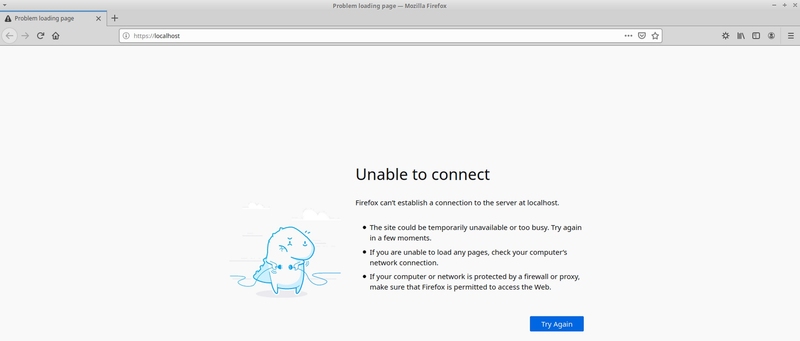 Problem loading page — Mozilla Firefox
Problem loading page
https://localhost
Unable to connect
Firefox can't establish a connection to the server at localhost.
The site could be temporarily unavailable or too busy. Try again
in a few moments.
If you are unable to load any pages, check your computer's
network connection.
If your computer or network is protected by a firewall or proxy,
make sure that Firefox is permitted to access the Web.
Try Again